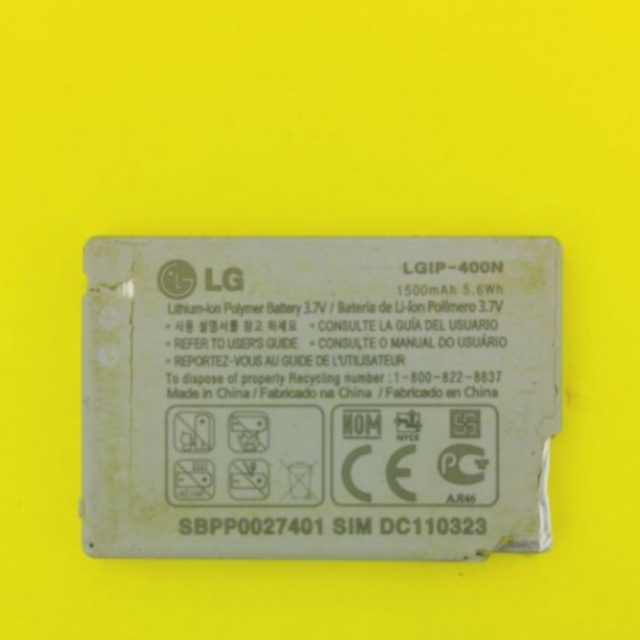 LG
LGIP-400N
1500mAh 5.6Wh
Lithium-ion Polymer Battery 3.7V / Batería de Li-Ion Polímero 3.7V
• 사용 설명서를 참고 하세요 • CONSULTE LA GUÍA DEL USUARIO
• REFER TO USER'S GUIDE • CONSULTE O MANUAL DO USUÁRIO
• REPORTEZ-VOUS AU GUIDE DE L'UTILISATEUR
To dispose of properly Recycling number : 1-800-822-8837
Made in China / Fabricado na China / Fabricado en China
NOM NYCE
CE PC
АЯ46
SBPP0027401 SIM DC110323